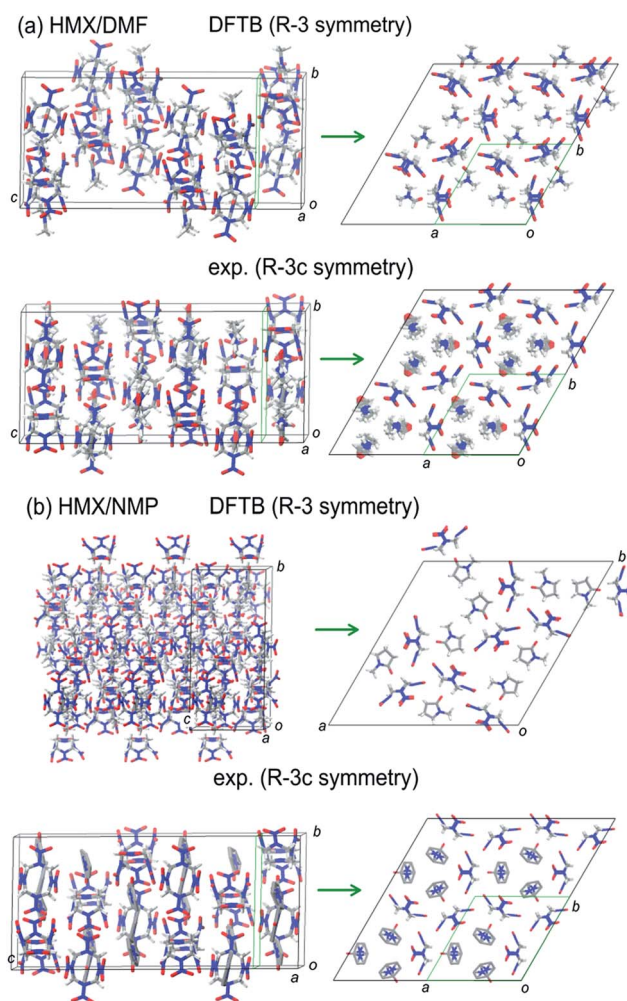 (a) HMX/DMF DFTB (R-3 symmetry)
b
c
o
a
b
a
o
exp. (R-3c symmetry)
b
c
o
a
b
a
o
(b) HMX/NMP DFTB (R-3 symmetry)
b
c
o
a
b
a
o
exp. (R-3c symmetry)
b
c
o
a
b
a
o